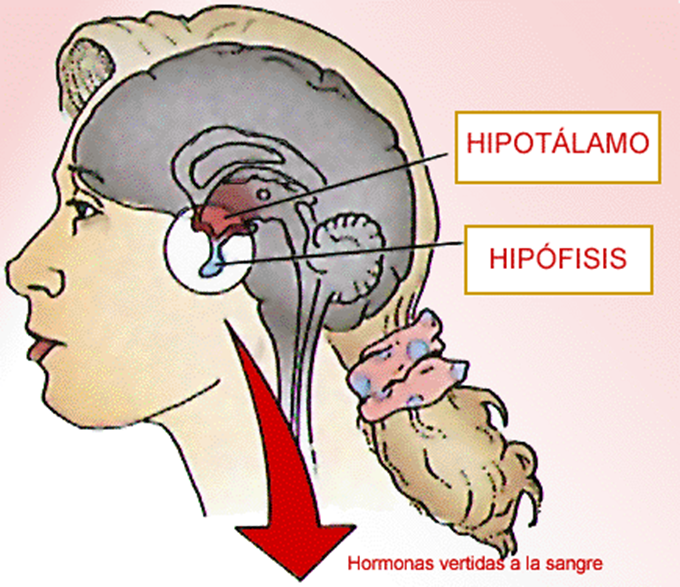 HIPOTÁLAMO
HIPÓFISIS
Hormonas vertidas a la sangre